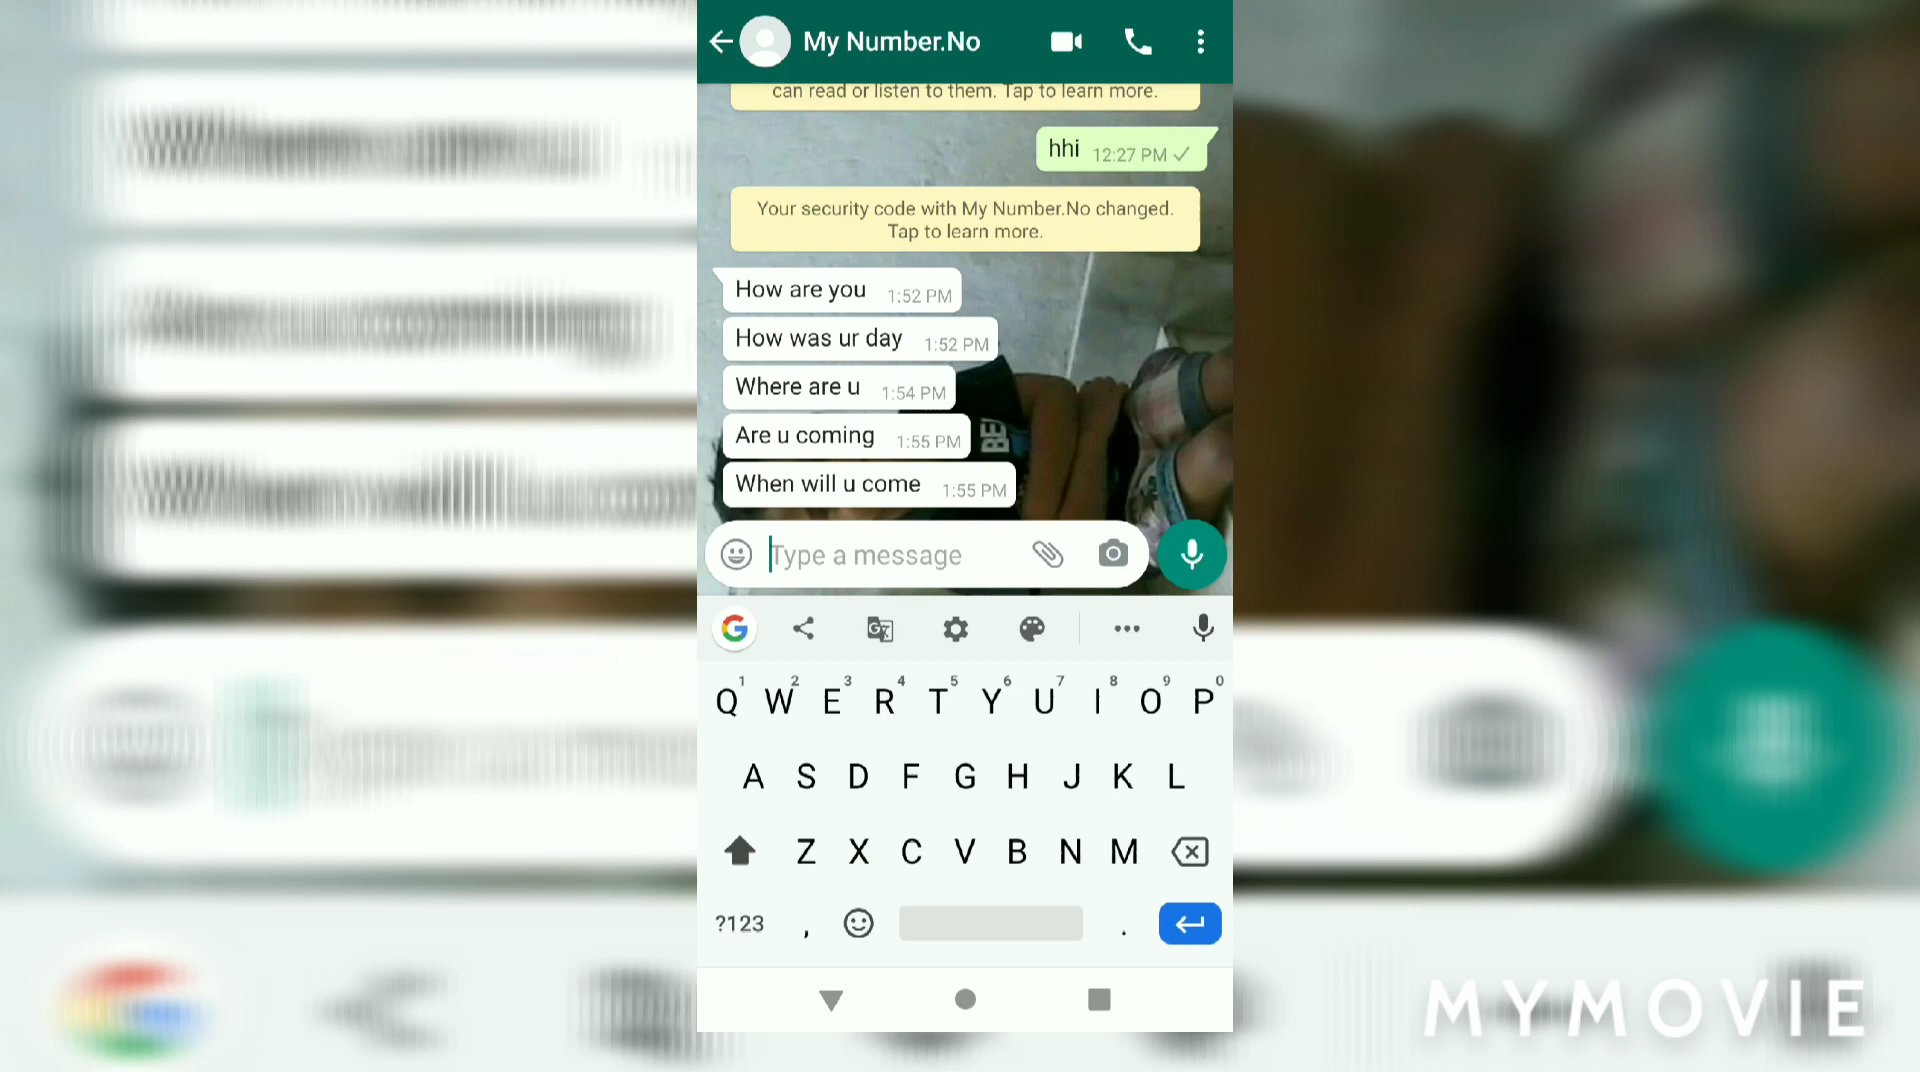 My Number.No
can read or listen to them. Tap to learn more.
hhi 12:27 PM
Your security code with My Number.No changed.
Tap to learn more.
How are you 1:52 PM
How was ur day 1:52 PM
Where are u 1:54 PM
BEL
Are u coming 1:55 PM
When will u come 1:55 PM
Type a message
1 2 3 4 5 6 7 8 9 0
Q W E R T Y U I O P
A S D F G H J K L
Z X C V B N M
?123 , .
MYMOVIE